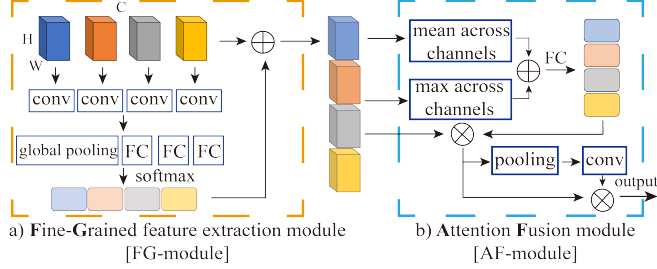 C
H
W
conv conv conv conv
global pooling FC FC FC
softmax
a) Fine-Grained feature extraction module
[FG-module]
mean across
channels
FC
max across
channels
pooling conv
output
b) Attention Fusion module
[AF-module]